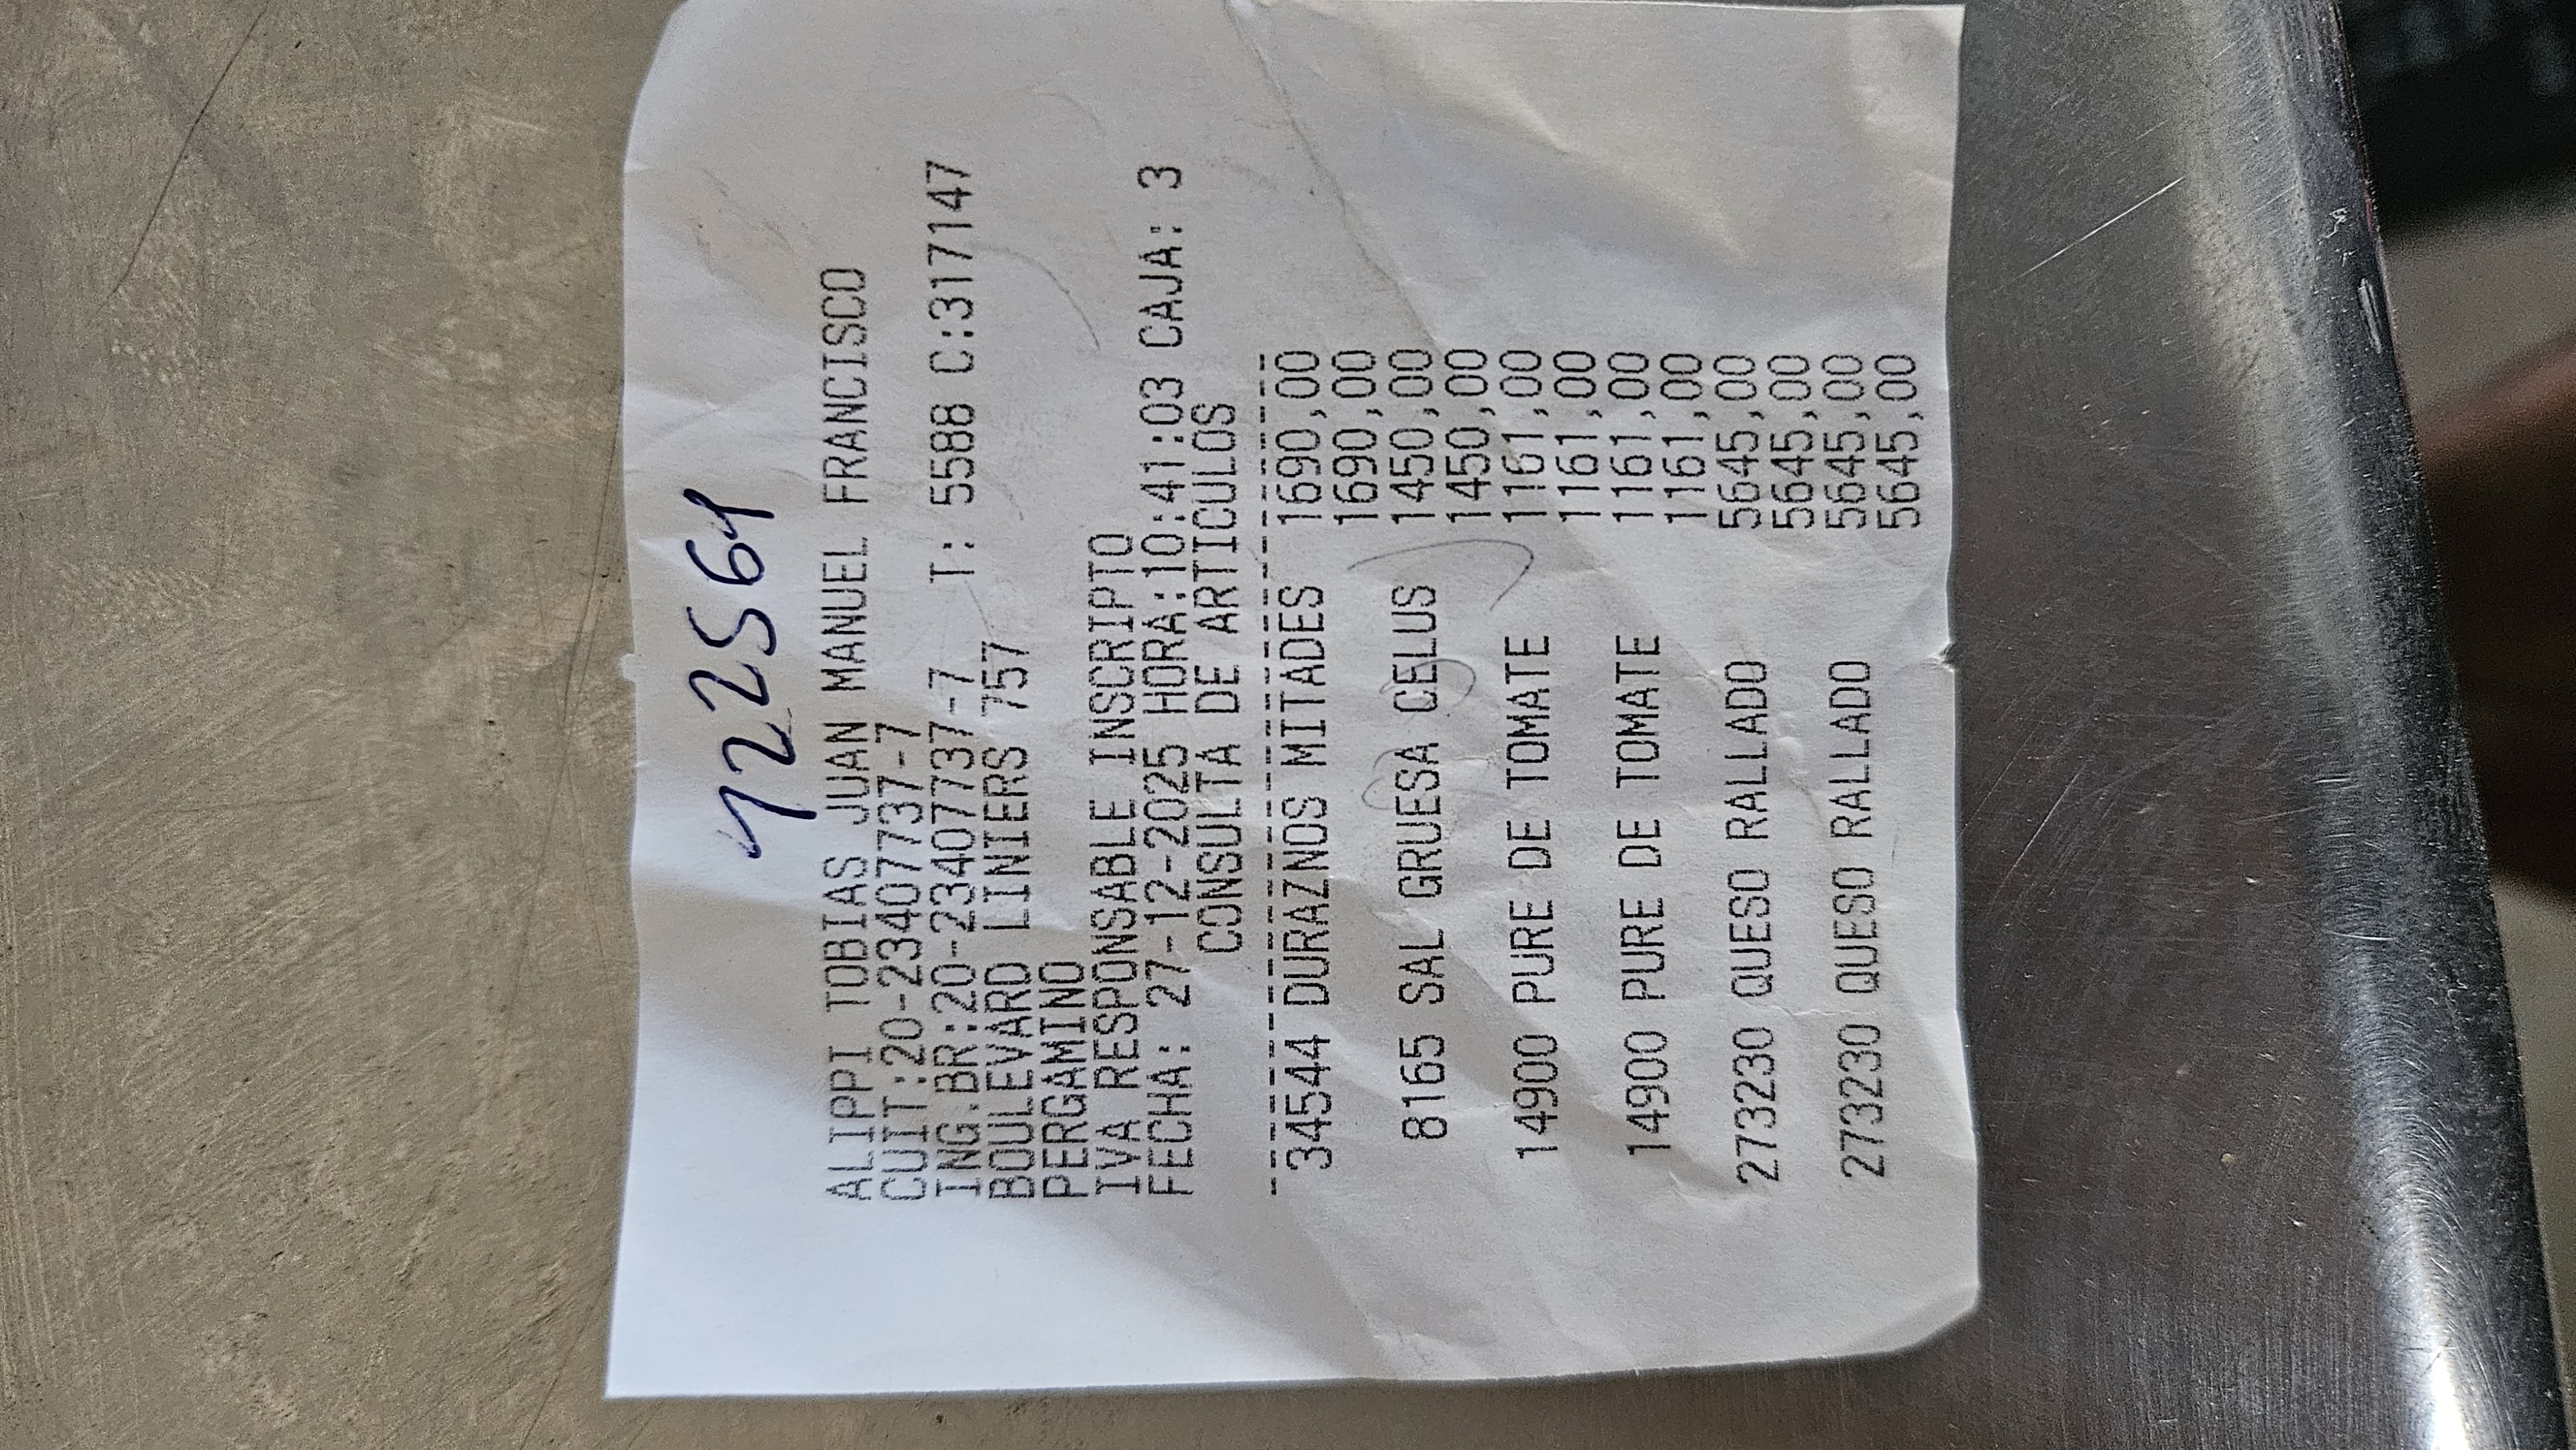 122564
ALIPPI TOBIAS JUAN MANUEL FRANCISCO
CUIT:20-23407737-7
ING.BR:20-23407737-7 T: 5588 C:317147
BOULEVARD LINIERS 757
PERGAMINO
IVA RESPONSABLE INSCRIPTO
FECHA: 27-12-2025 HORA:10:41:03 CAJA: 3
CONSULTA DE ARTICULOS
34544 DURAZNOS MITADES 1690,00
1690,00
8165 SAL GRUESA CELUS 1450,00
1450,00
14900 PURE DE TOMATE 1161,00
1161,00
14900 PURE DE TOMATE 1161,00
1161,00
273230 QUESO RALLADO 5645,00
5645,00
273230 QUESO RALLADO 5645,00
5645,00